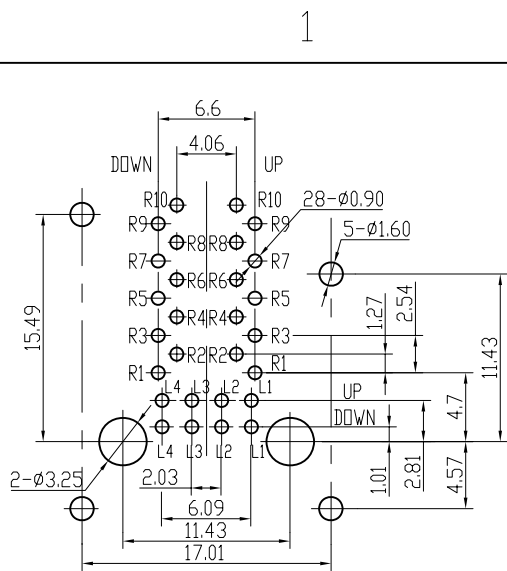 1
6.6
4.06
DOWN UP
R10 R10
28-Ø0.90
R9 R9
R8 R8
5-Ø1.60
R7 R7
R6 R6
R5 R5
R4 R4
R3 R3
R2 R2
R1 R1
15.49
1.27
2.54
11.43
L4 L3 L2 L1
UP
DOWN
L4 L3 L2 L1
4.7
2-Ø3.25
2.03
1.01
2.81
4.57
6.09
11.43
17.01